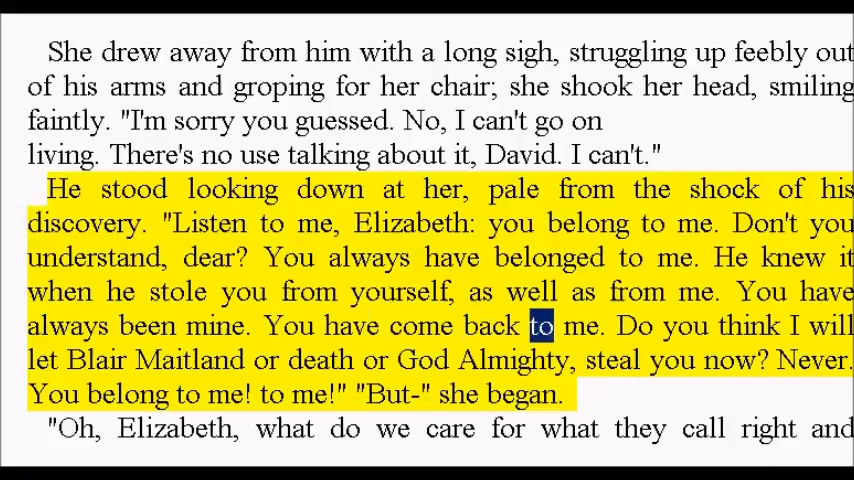 She drew away from him with a long sigh, struggling up feebly out
of his arms and groping for her chair; she shook her head, smiling
faintly. "I'm sorry you guessed. No, I can't go on
living. There's no use talking about it, David. I can't."
He stood looking down at her, pale from the shock of his
discovery. "Listen to me, Elizabeth: you belong to me. Don't you
understand, dear? You always have belonged to me. He knew it
when he stole you from yourself, as well as from me. You have
always been mine. You have come back to me. Do you think I will
let Blair Maitland or death or God Almighty, steal you now? Never.
You belong to me! to me!" "But-" she began.
"Oh, Elizabeth, what do we care for what they call right and